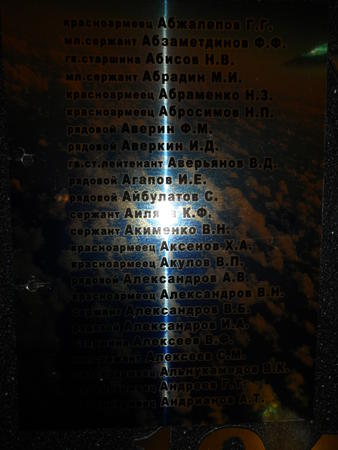 красноармеец Абжалепов Г.Г.
мл.сержант Абзаметдинов Ф.Ф.
гв.старшина Абисов Н.В.
мл.сержант Абрадин М.И.
красноармеец Абраменко Н.З.
красноармеец Абросимов Н.П.
рядовой Аверин Ф.М.
рядовой Аверкин И.Д.
гв.ст.лейтенант Аверьянов В.Д.
рядовой Агапов И.Е.
рядовой Айбулатов С.
сержант К.Ф.
сержант Акименко В.Н.
красноармеец Аксенов Х.А.
красноармеец Акулов В.П.
рядовой Александров А.В.
красноармеец Александров В.Н.
сержант Александров В.Б.
рядовой Александров И.А.
Алексеев В.С.
Алексеев С.М.
Альнухамедов В.К.
Андреев Г.
Андрианов А.Т.